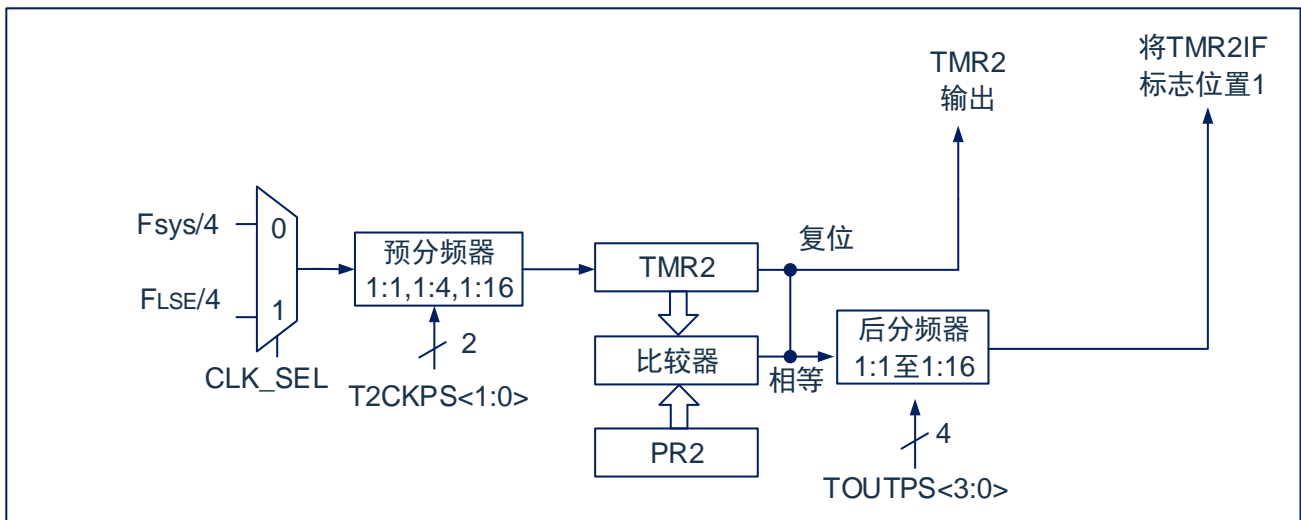 TMR2
输出
将TMR2IF
标志位置1
Fsys/4
0
FLSE/4
1
CLK_SEL
预分频器
1:1,1:4,1:16
2
T2CKPS<1:0>
TMR2
复位
比较器
相等
PR2
后分频器
1:1至1:16
4
TOUTPS<3:0>